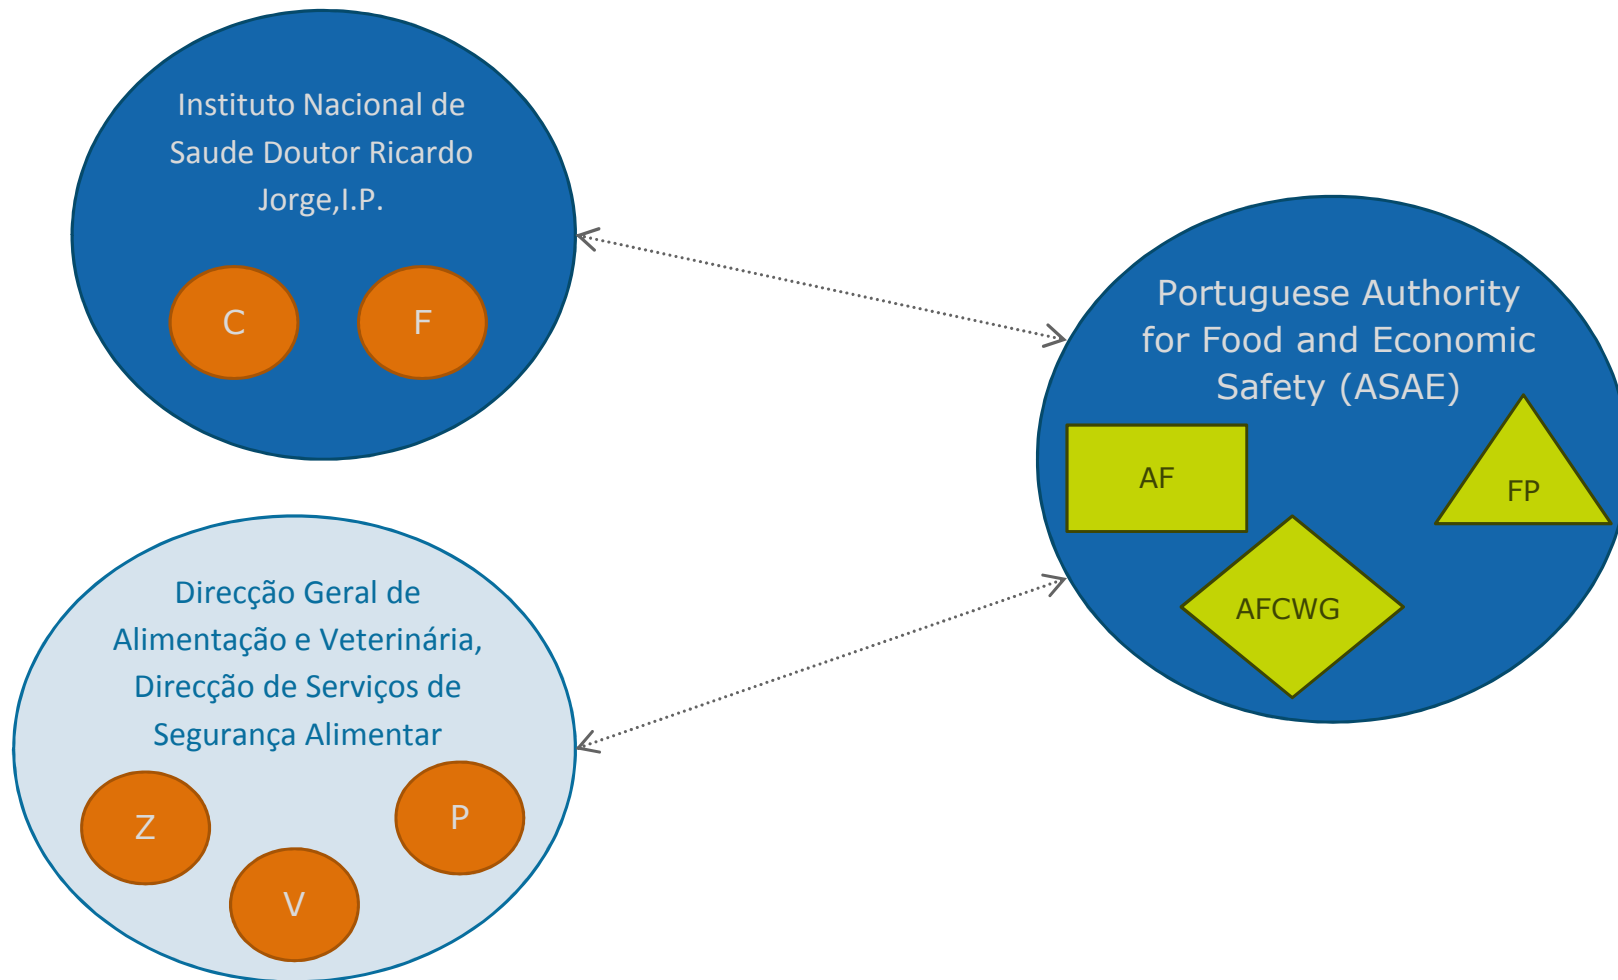 Instituto Nacional de
Saude Doutor Ricardo
Jorge,I.P.
C
F
Portuguese Authority
for Food and Economic
Safety (ASAE)
AF
FP
AFCWG
Direcção Geral de
Alimentação e Veterinária,
Direcção de Serviços de
Segurança Alimentar
Z
P
V